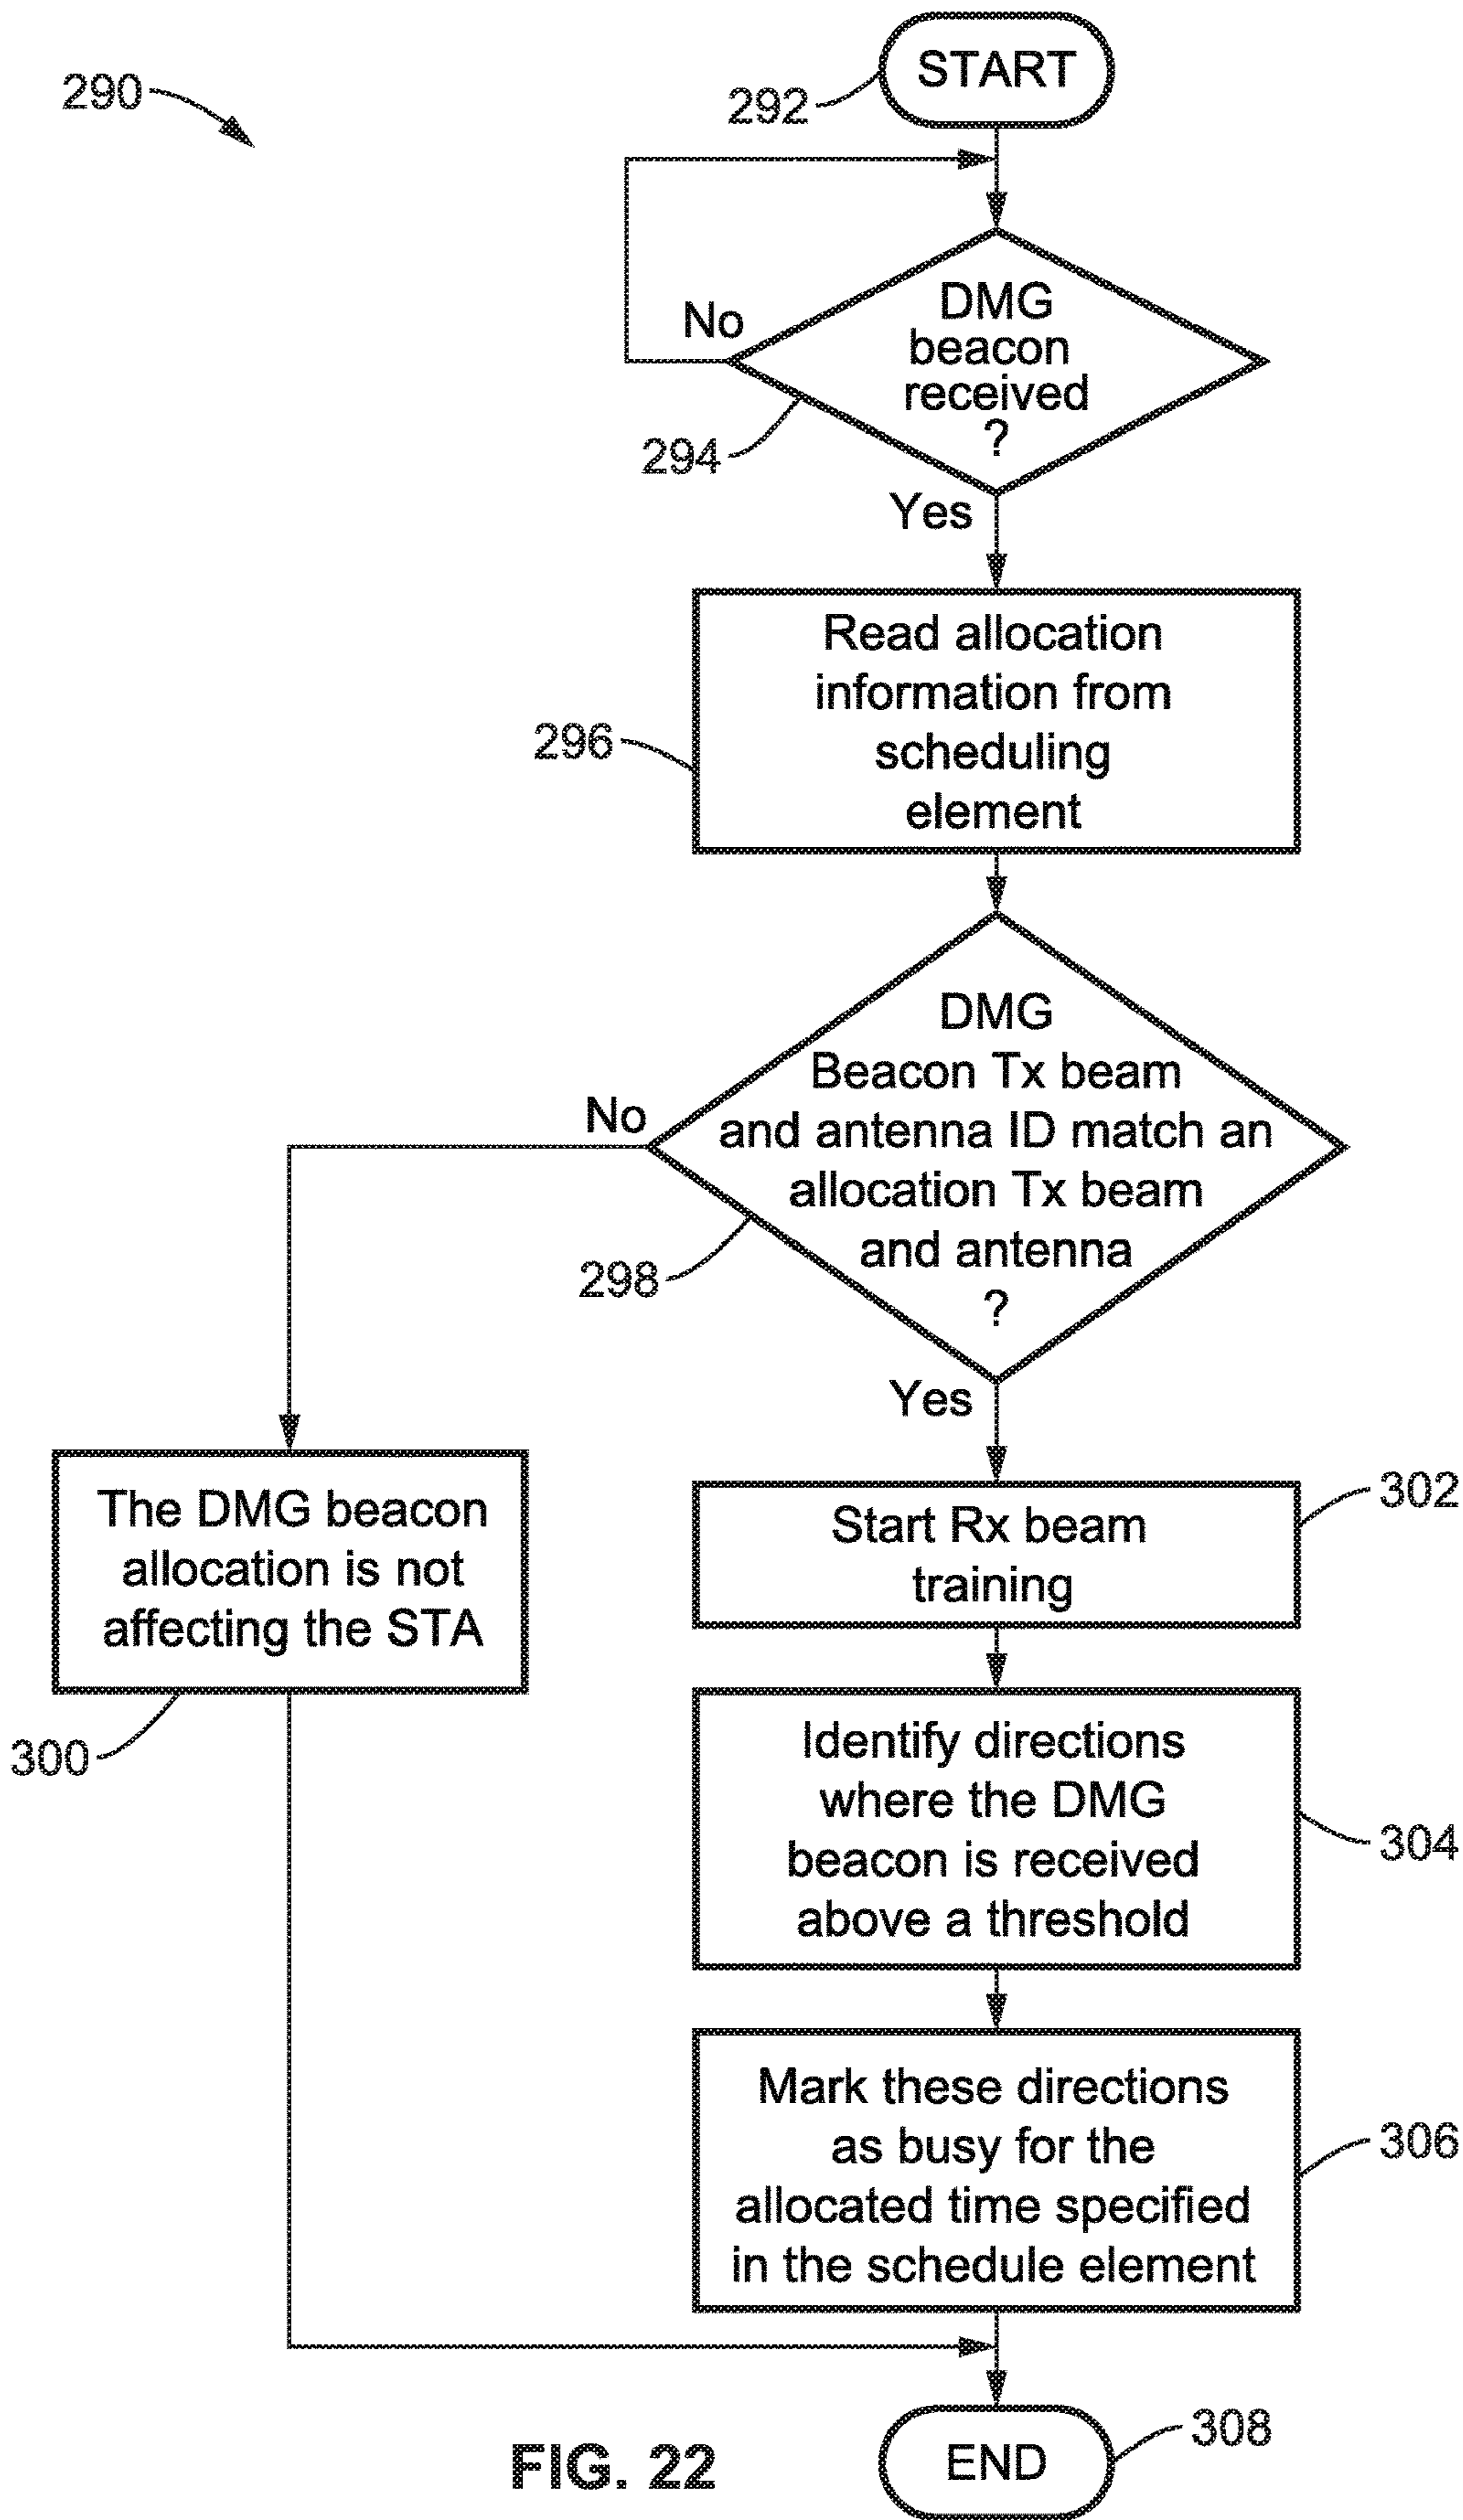 START
290
292
DMG
beacon
received
?
No
294
Yes
Read allocation
information from
scheduling
element
296
DMG
Beacon Tx beam
and antenna ID match an
allocation Tx beam
and antenna
?
No
298
Yes
The DMG beacon
allocation is not
affecting the STA
300
Start Rx beam
training
302
Identify directions
where the DMG
beacon is received
above a threshold
304
Mark these directions
as busy for the
allocated time specified
in the schedule element
306
END
308
FIG. 22